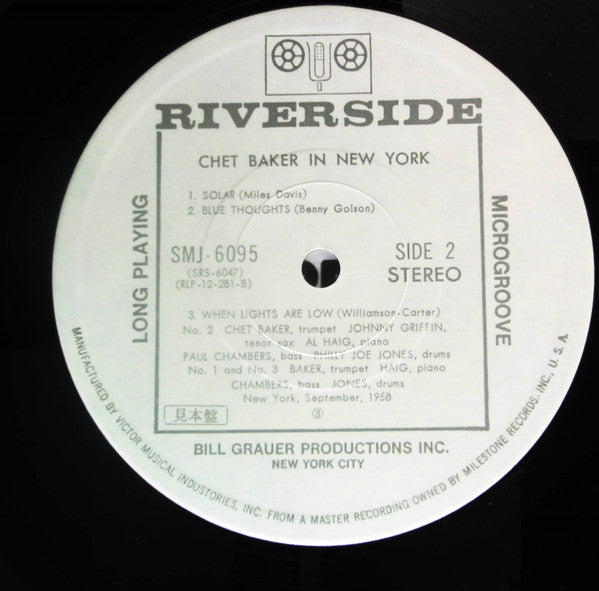 RIVERSIDE
CHET BAKER IN NEW YORK
1. SOLAR (Miles Davis)
2. BLUE THOUGHTS (Benny Golson)
LONG PLAYING
MICROGROOVE
SMJ-6095
(SRS-6047)
(RLP-12-281-B)
SIDE 2
STEREO
3. WHEN LIGHTS ARE LOW (Williamson-Carter)
No. 2 CHET BAKER, trumpet JOHNNY GRIFFIN,
tenor sax AL HAIG, piano
PAUL CHAMBERS, bass PHILLY JOE JONES, drums
No. 1 and No. 3 BAKER, trumpet HAIG, piano
CHAMBERS, bass JONES, drums
New York, September, 1958
見本盤
③
BILL GRAUER PRODUCTIONS INC.
NEW YORK CITY
MANUFACTURED BY VICTOR MUSICAL INDUSTRIES, INC. FROM A MASTER RECORDING OWNED BY MILESTONE RECORDS, INC., U. S. A.